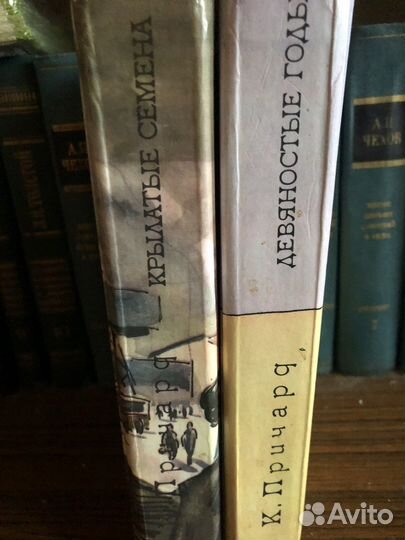 Причард
КРЫЛАТЫЕ СЕМЕНА
К. Причард
ДЕВЯНОСТЫЕ ГОДЫ
А.П.
ЧЕХОВ
Avito